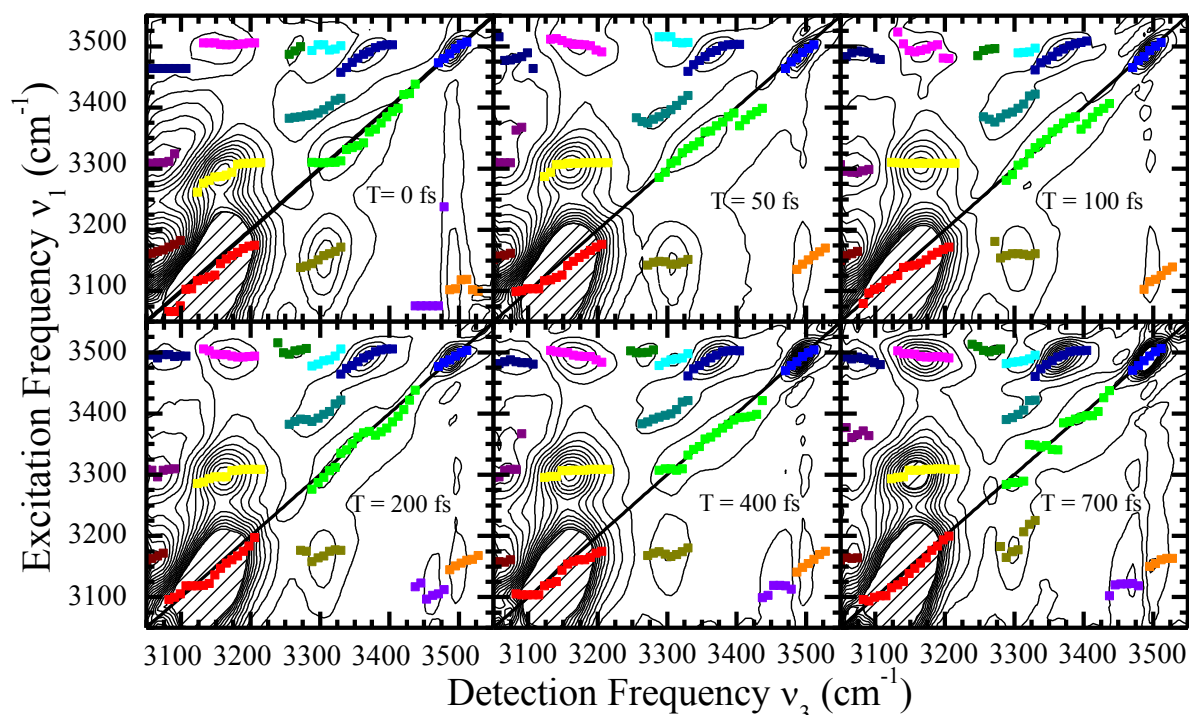 3500
3400
3300
3200
3100
T= 0 fs
T = 50 fs
T = 100 fs
3500
3400
3300
3200
3100
T = 200 fs
T = 400 fs
T = 700 fs
3100 3200 3300 3400 3500 3100 3200 3300 3400 3500 3100 3200 3300 3400 3500
Excitation Frequency ν₁ (cm⁻¹)
Detection Frequency ν₃ (cm⁻¹)